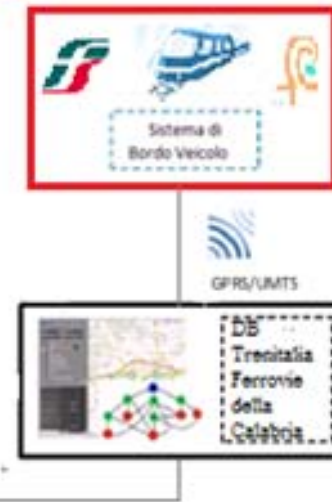 Sistema di
Bordo Veicolo
GPRS/UMTS
DB
Trenitalia
Ferrovie
della
Calabria